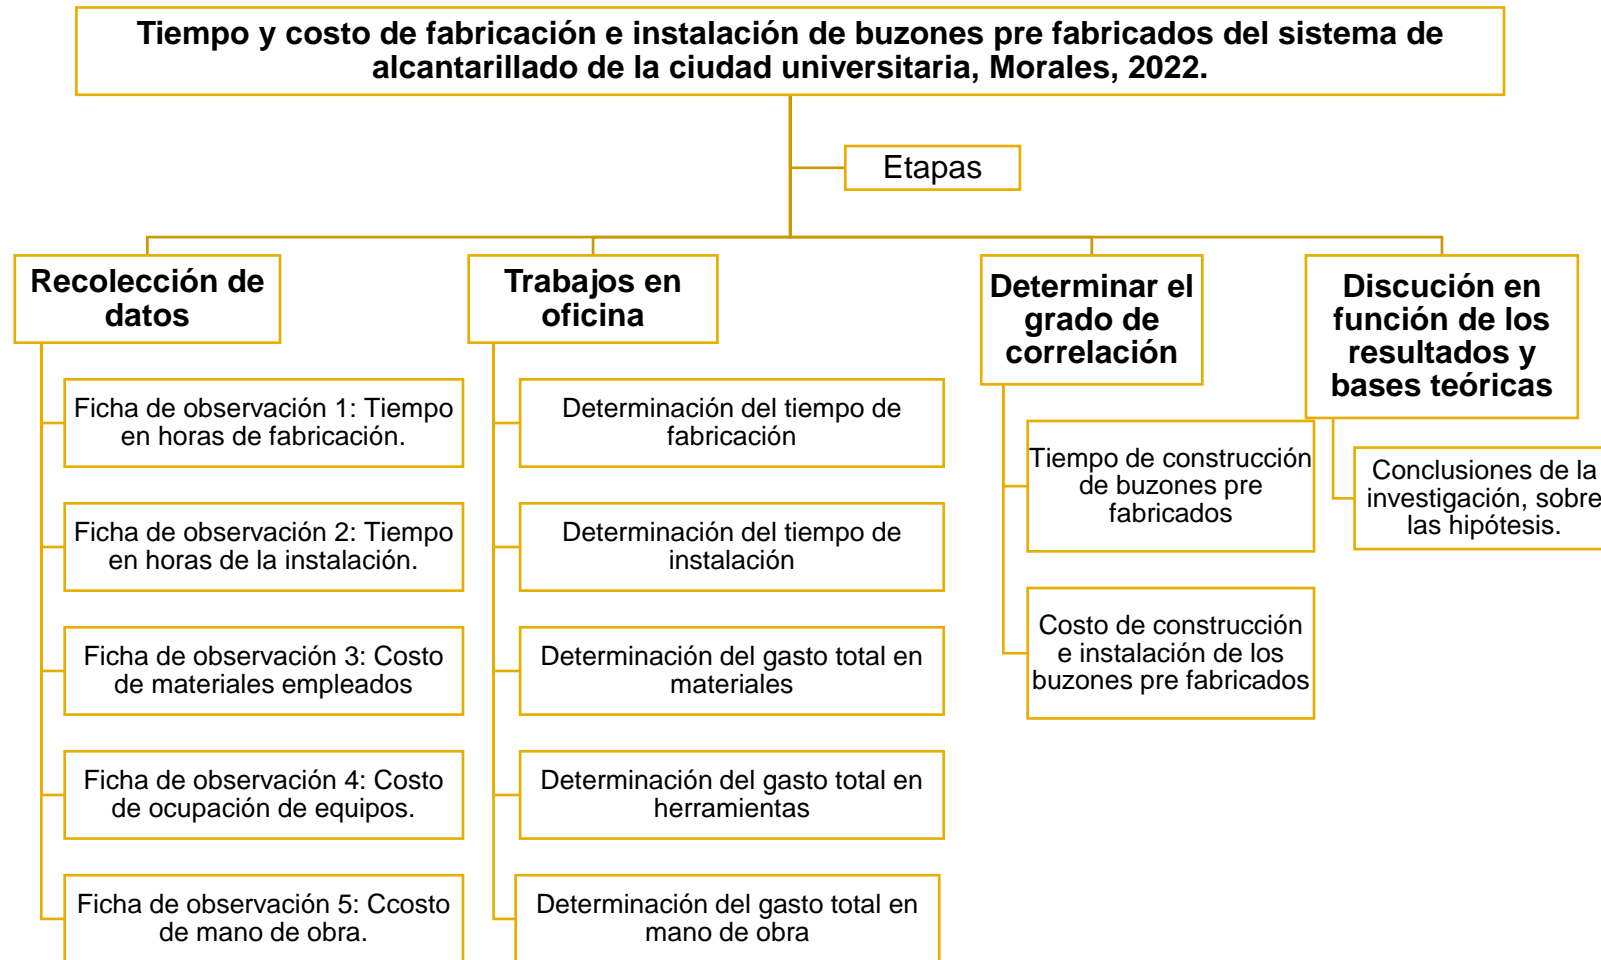 Tiempo y costo de fabricación e instalación de buzones pre fabricados del sistema de
alcantarillado de la ciudad universitaria, Morales, 2022.
Etapas
Recolección de
datos
Ficha de observación 1: Tiempo
en horas de fabricación.
Ficha de observación 2: Tiempo
en horas de la instalación.
Ficha de observación 3: Costo
de materiales empleados
Ficha de observación 4: Costo
de ocupación de equipos.
Ficha de observación 5: Ccosto
de mano de obra.
Trabajos en
oficina
Determinación del tiempo de
fabricación
Determinación del tiempo de
instalación
Determinación del gasto total en
materiales
Determinación del gasto total en
herramientas
Determinación del gasto total en
mano de obra
Determinar el
grado de
correlación
Tiempo de construcción
de buzones pre
fabricados
Costo de construcción
e instalación de los
buzones pre fabricados
Discución en
función de los
resultados y
bases teóricas
Conclusiones de la
investigación, sobre
las hipótesis.